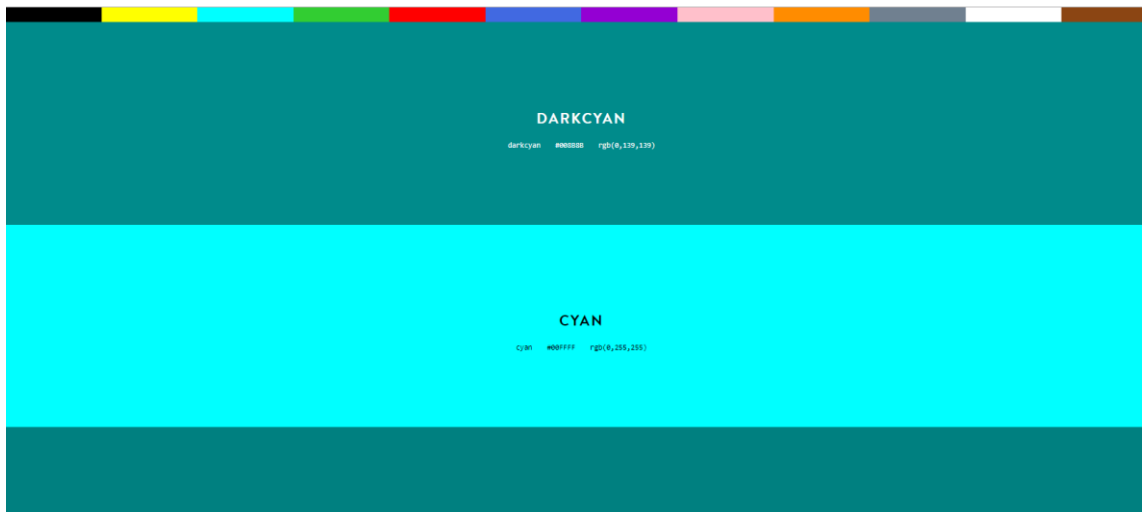 DARKCYAN
darkcyan #008B8B rgb(0,139,139)
CYAN
cyan #00FFFF rgb(0,255,255)